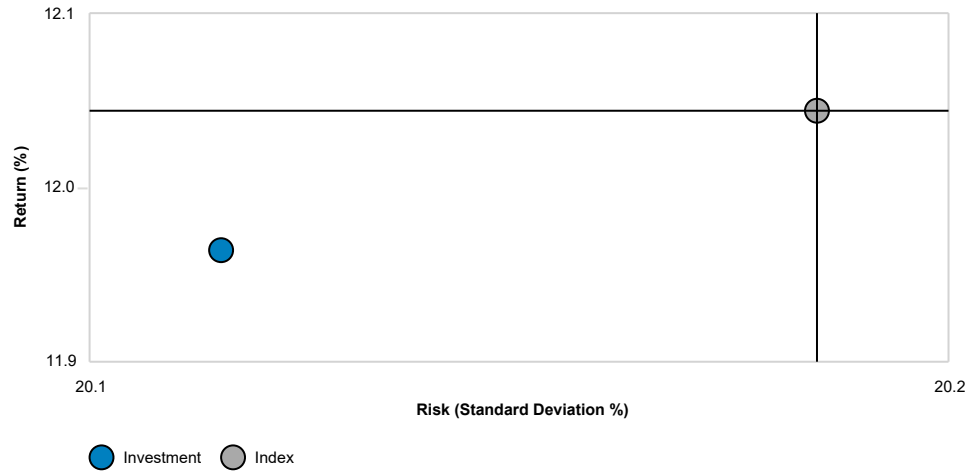 12.1
Return (%)
12.0
11.9
20.1
20.2
Risk (Standard Deviation %)
Investment
Index